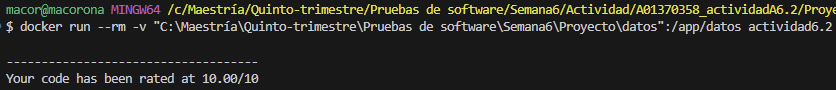 macor@macorona MINGW64 /c/Maestría/Quinto-trimestre/Pruebas de software/Semana6/Actividad/A01370358_actividadA6.2/Proye
$ docker run --rm -v "C:\Maestría\Quinto-trimestre\Pruebas de software\Semana6\Proyecto\datos":/app/datos actividad6.2
------------------------------------
Your code has been rated at 10.00/10